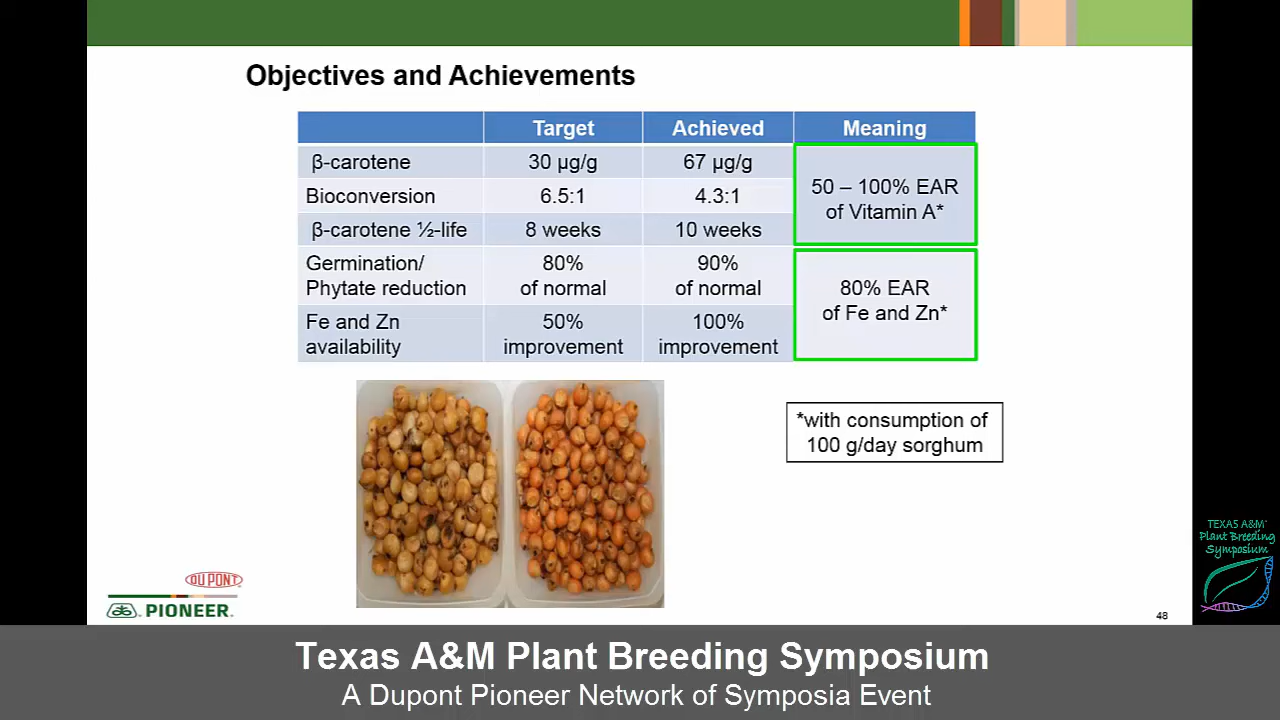 Objectives and Achievements
Target Achieved Meaning
β-carotene 30 µg/g 67 µg/g
Bioconversion 6.5:1 4.3:1
β-carotene ½-life 8 weeks 10 weeks
50 – 100% EAR
of Vitamin A*
Germination/
Phytate reduction
80%
of normal
90%
of normal
Fe and Zn
availability
50%
improvement
100%
improvement
80% EAR
of Fe and Zn*
*with consumption of
100 g/day sorghum
DUPONT
PIONEER.
48
TEXAS A&M
Plant Breeding
Symposium
Texas A&M Plant Breeding Symposium
A Dupont Pioneer Network of Symposia Event